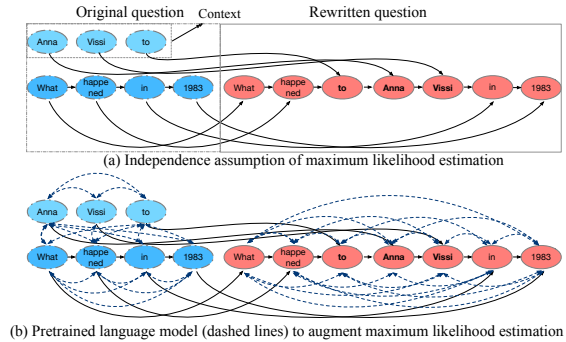 Original question
Context
Rewritten question
Anna Vissi to
What happe ned in 1983 What happe ned to Anna Vissi in 1983
(a) Independence assumption of maximum likelihood estimation
Anna Vissi to
What happe ned in 1983 What happe ned to Anna Vissi in 1983
(b) Pretrained language model (dashed lines) to augment maximum likelihood estimation